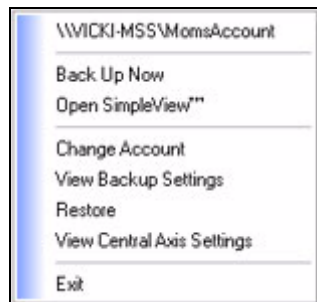 \\VICKI-MSS\MomsAccount
Back Up Now
Open SimpleView™
Change Account
View Backup Settings
Restore
View Central Axis Settings
Exit